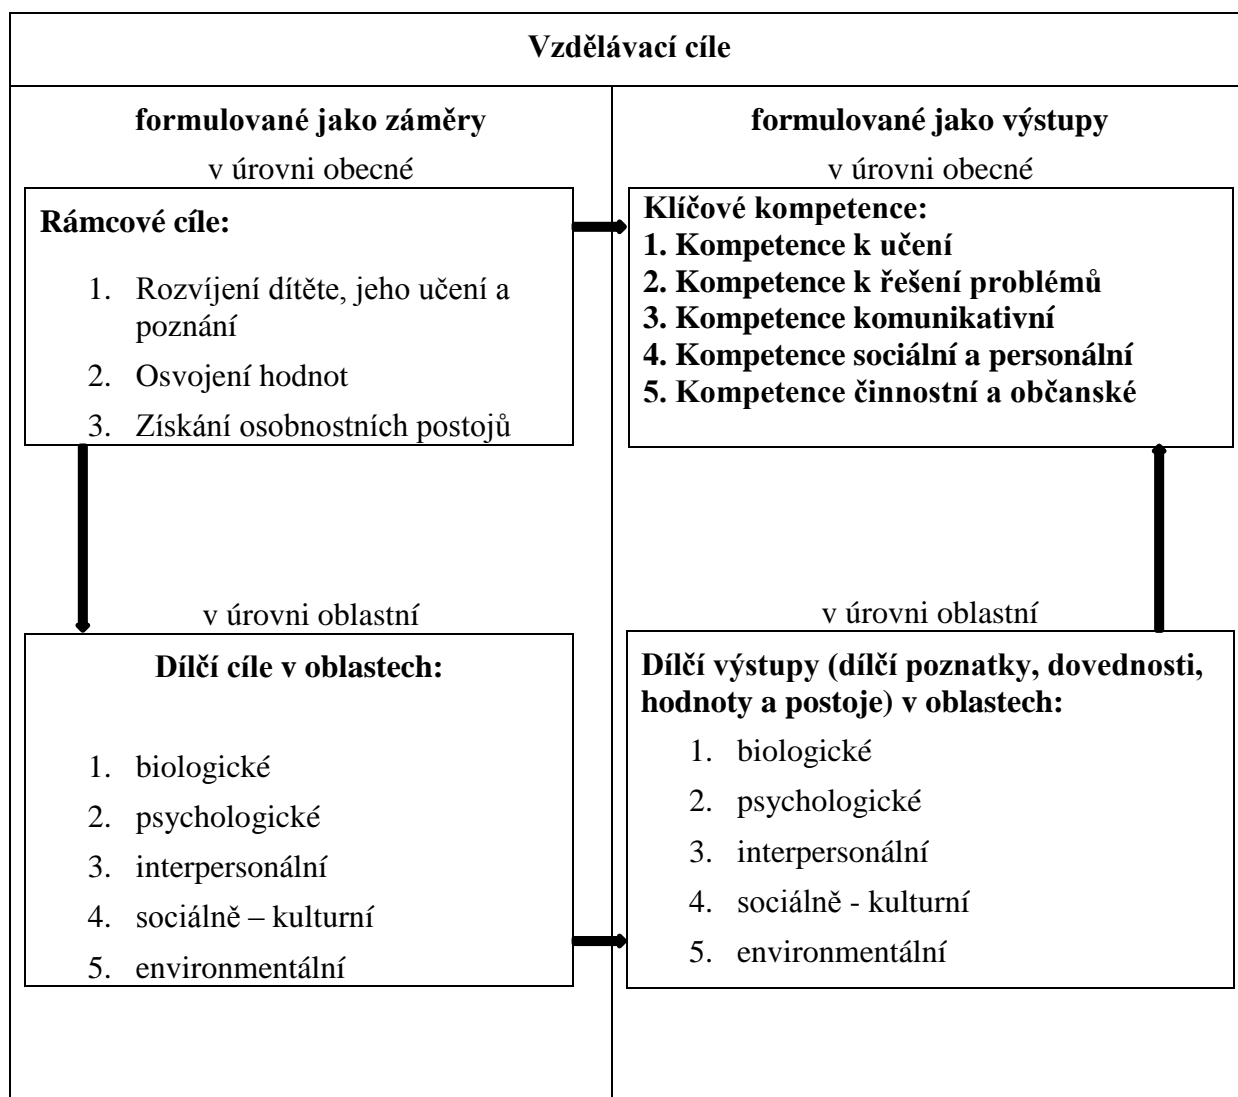 Vzdělávací cíle
formulované jako záměry
v úrovni obecné
Rámcové cíle:
1. Rozvíjení dítěte, jeho učení a
poznání
2. Osvojení hodnot
3. Získání osobnostních postojů
v úrovni oblastní
Dílčí cíle v oblastech:
1. biologické
2. psychologické
3. interpersonální
4. sociálně – kulturní
5. environmentální
formulované jako výstupy
v úrovni obecné
Klíčové kompetence:
1. Kompetence k učení
2. Kompetence k řešení problémů
3. Kompetence komunikativní
4. Kompetence sociální a personální
5. Kompetence činnostní a občanské
v úrovni oblastní
Dílčí výstupy (dílčí poznatky, dovednosti,
hodnoty a postoje) v oblastech:
1. biologické
2. psychologické
3. interpersonální
4. sociálně - kulturní
5. environmentální